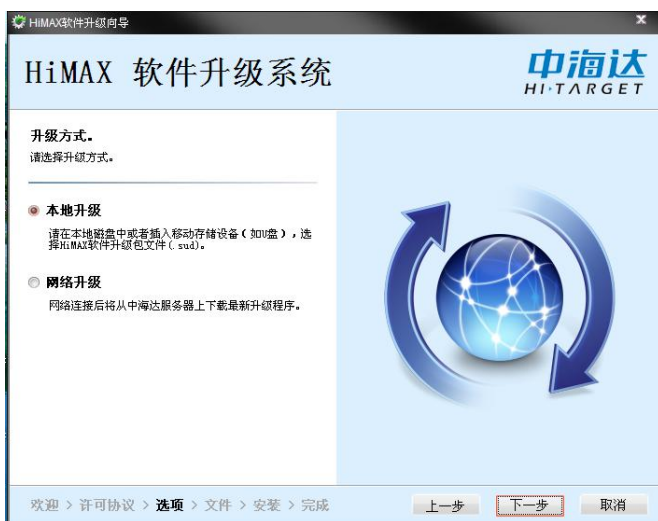 HiMAX软件升级向导
x
HiMAX 软件升级系统
中海达
HI·TARGET
升级方式。
请选择升级方式。
本地升级
请在本地磁盘中或者插入移动存储设备(如U盘),选
择HiMAX软件升级包文件(.sud)。
网络升级
网络连接后将从中海达服务器上下载最新升级程序。
欢迎 > 许可协议 > 选项 > 文件 > 安装 > 完成
上一步
下一步
取消